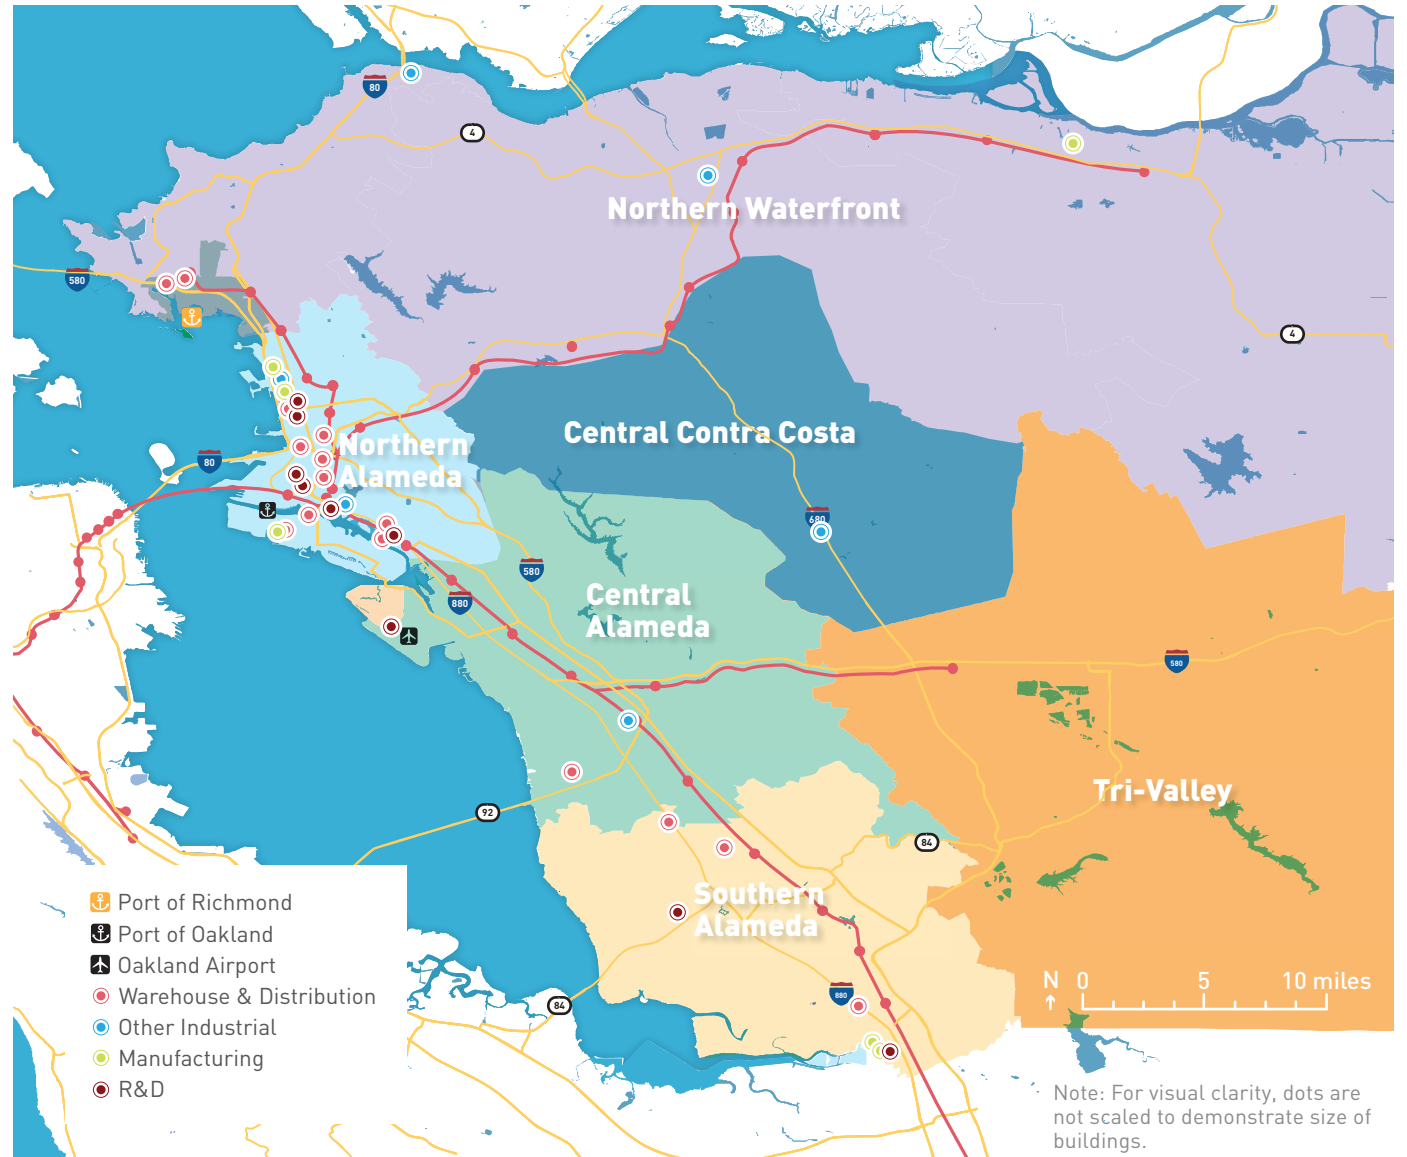 80
4
Northern Waterfront
580
4
Central Contra Costa
Northern
Alameda
80
680
580
880
Central
Alameda
580
Tri-Valley
92
84
Southern
Alameda
880
84
Port of Richmond
Port of Oakland
Oakland Airport
Warehouse & Distribution
Other Industrial
Manufacturing
R&D
N 0 5 10 miles
Note: For visual clarity, dots are
not scaled to demonstrate size of
buildings.